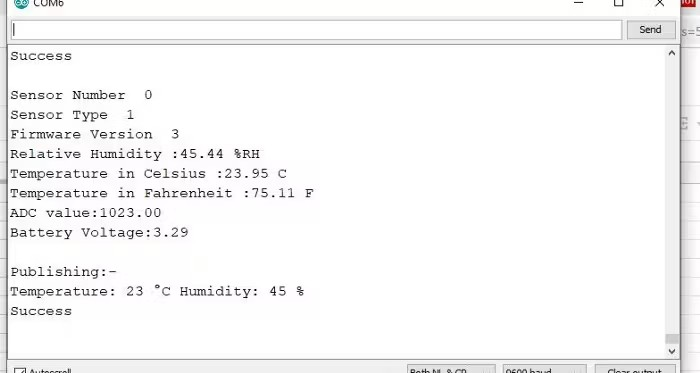 COM6
Send
Success
Sensor Number  0
Sensor Type  1
Firmware Version  3
Relative Humidity :45.44 %RH
Temperature in Celsius :23.95 C
Temperature in Fahrenheit :75.11 F
ADC value:1023.00
Battery Voltage:3.29
Publishing:-
Temperature: 23 °C Humidity: 45 %
Success
Autoscroll Both NL & CR 9600 baud Clear output